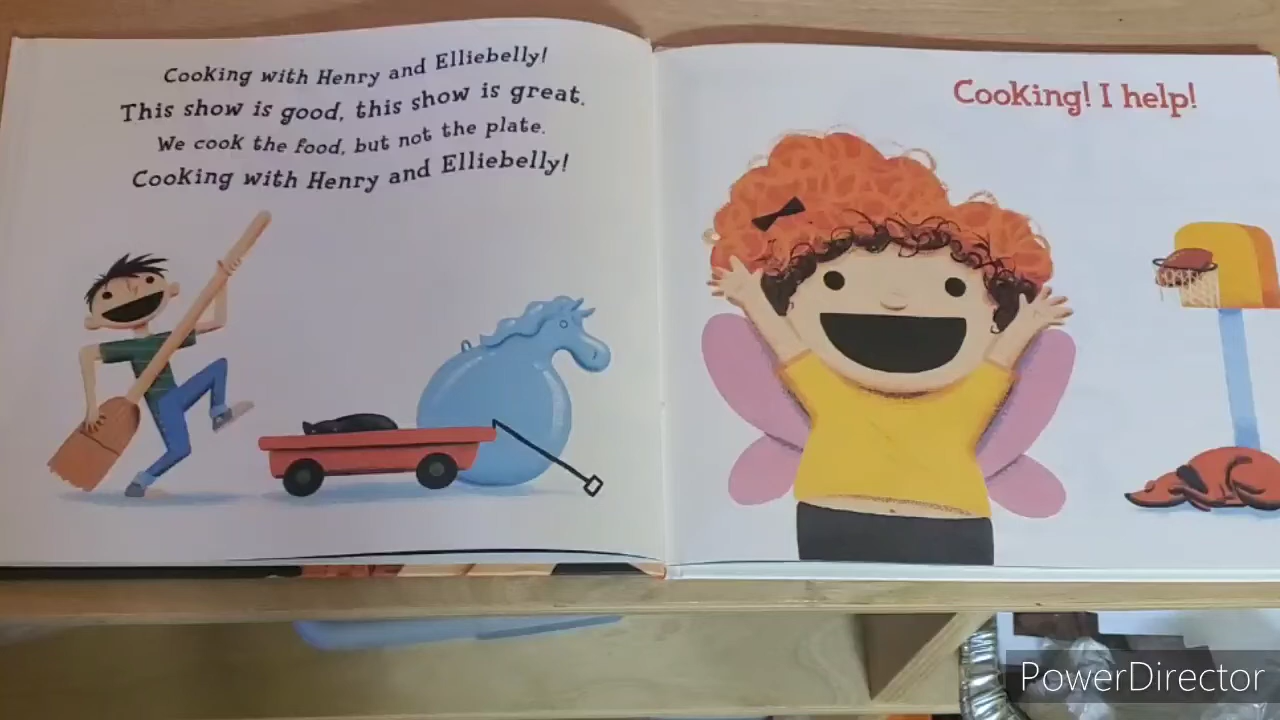 Cooking with Henry and Elliebelly!
This show is good, this show is great.
We cook the food, but not the plate.
Cooking with Henry and Elliebelly!
Cooking! I help!
PowerDirector